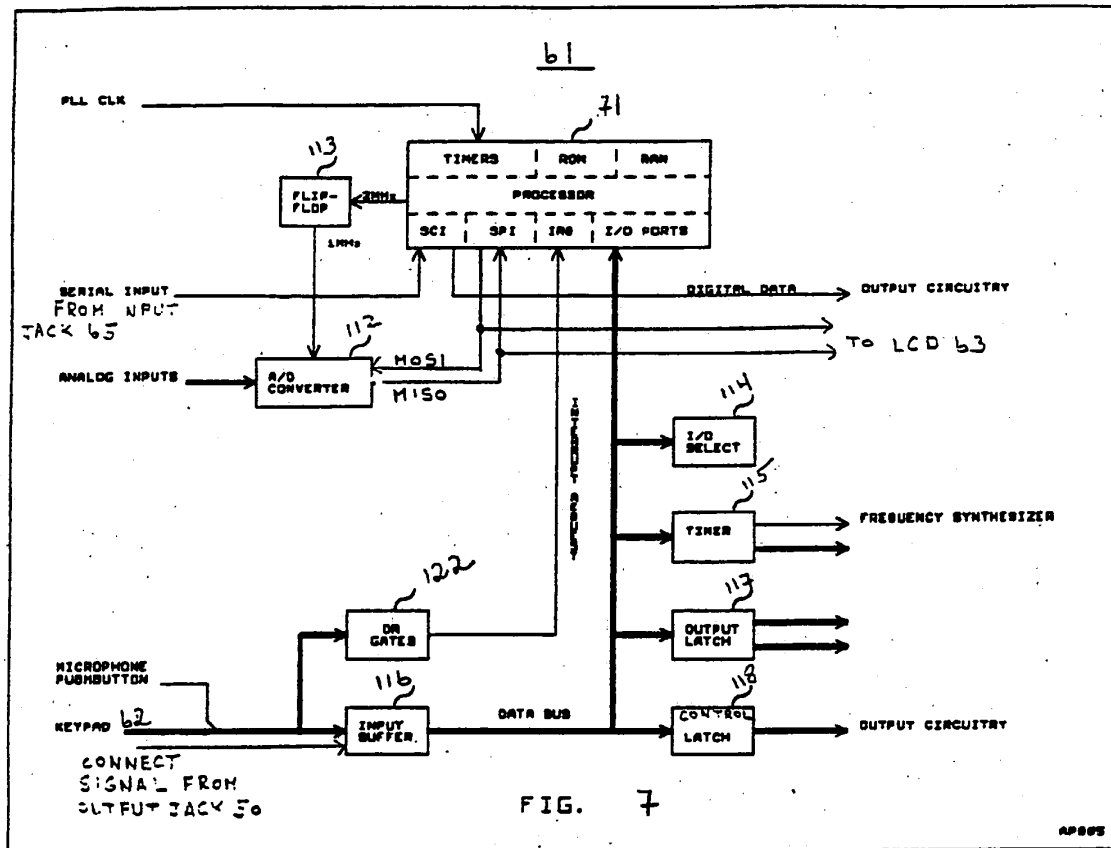 61
PLL CLK
71
TIMERS ROM RAM
113
FLIP-
FLOP
2MHz
PROCESSOR
SCI SPI IRQ I/O PORTS
1MHz
SERIAL INPUT
FROM NPUT
JACK 65
DIGITAL DATA
OUTPUT CIRCUITRY
TO LCD 63
112
ANALOG INPUTS
A/D
CONVERTER
MOSI
MISO
INTERRUPT REQUEST
114
I/O
SELECT
115
TIMER
FREQUENCY SYNTHESIZER
122
OR
GATES
117
OUTPUT
LATCH
MICROPHONE
PUSHBUTTON
116
118
KEYPAD 62
INPUT
BUFFER.
DATA BUS
CONTROL
LATCH
OUTPUT CIRCUITRY
CONNECT
SIGNAL FROM
OUTPUT JACK 50
FIG. 7
AP005